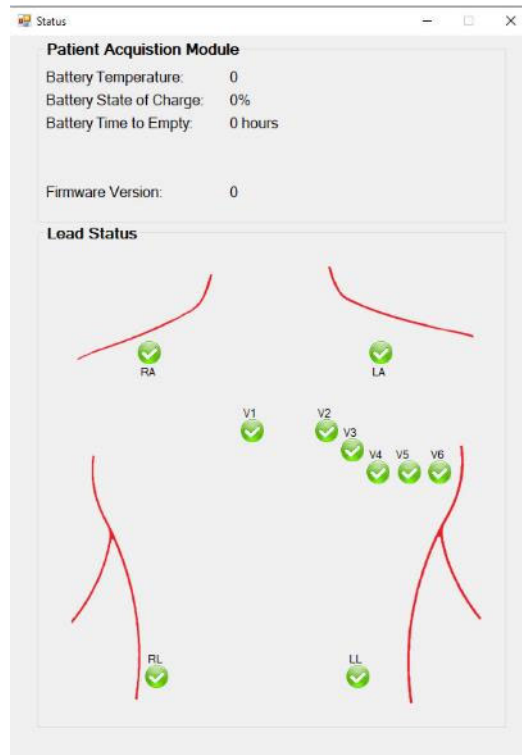 Status
Patient Acquistion Module
Battery Temperature: 0
Battery State of Charge: 0%
Battery Time to Empty: 0 hours
Firmware Version: 0
Lead Status
RA
LA
V1
V2
V3
V4
V5
V6
RL
LL